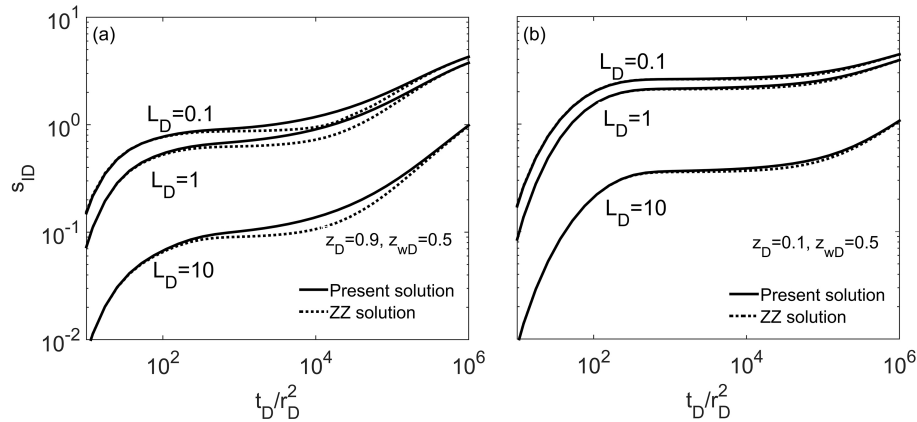 (a)
10^1
10^0
10^-1
10^-2
s_ID
L_D=0.1
L_D=1
L_D=10
z_D=0.9, z_wD=0.5
Present solution
ZZ solution
10^2
10^4
10^6
t_D/r_D^2
(b)
L_D=0.1
L_D=1
L_D=10
z_D=0.1, z_wD=0.5
Present solution
ZZ solution
10^2
10^4
10^6
t_D/r_D^2